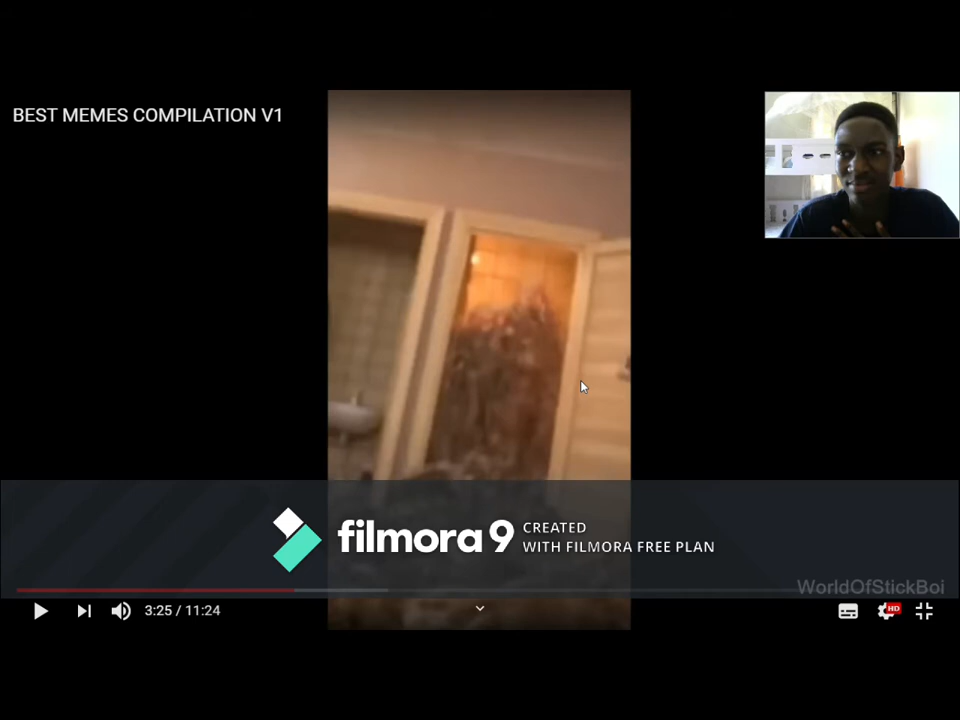 BEST MEMES COMPILATION V1
filmora 9 CREATED
WITH FILMORA FREE PLAN
WorldOfStickBoi
3:25 / 11:24
HD